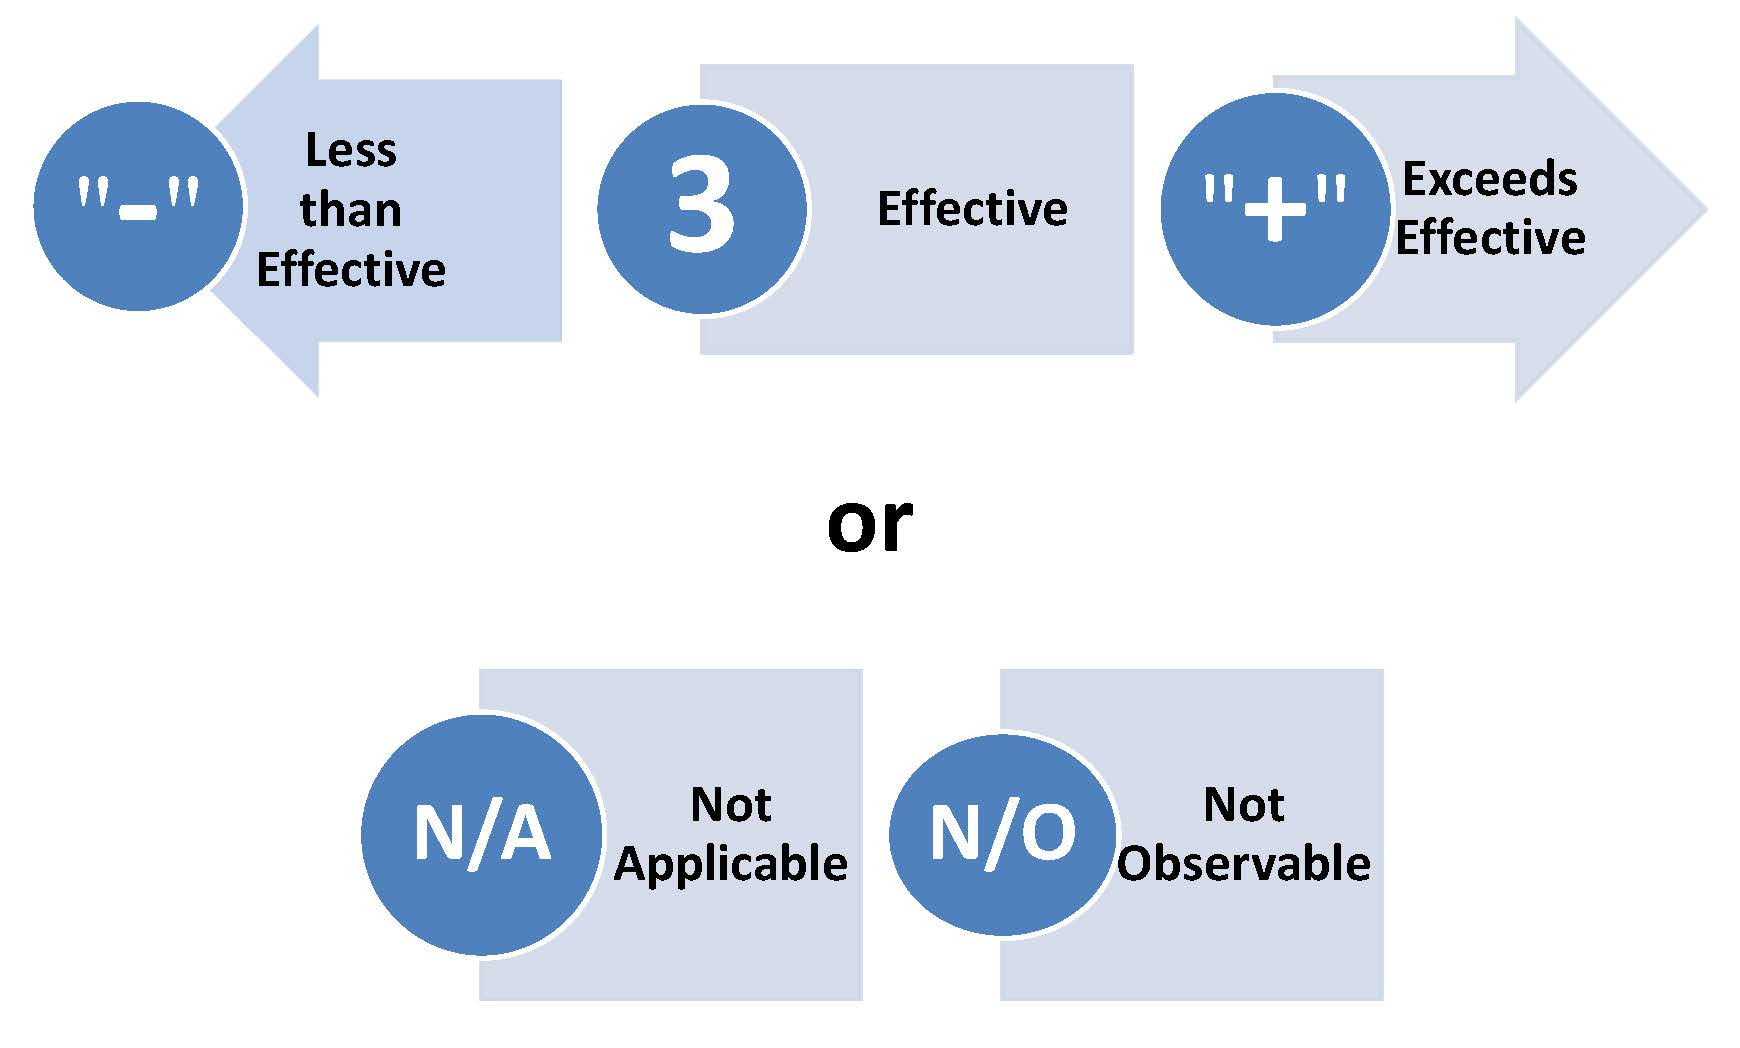 "-"
Less
than
Effective
3
Effective
"+"
Exceeds
Effective
or
N/A
Not
Applicable
N/O
Not
Observable